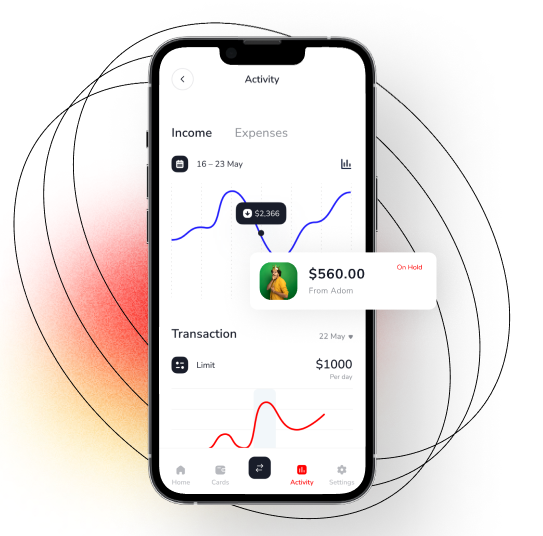 Activity
Income Expenses
16 – 23 May
$2,366
$560.00 On Hold
From Adom
Transaction 22 May
Limit $1000
Per day
Home Cards Activity Settings